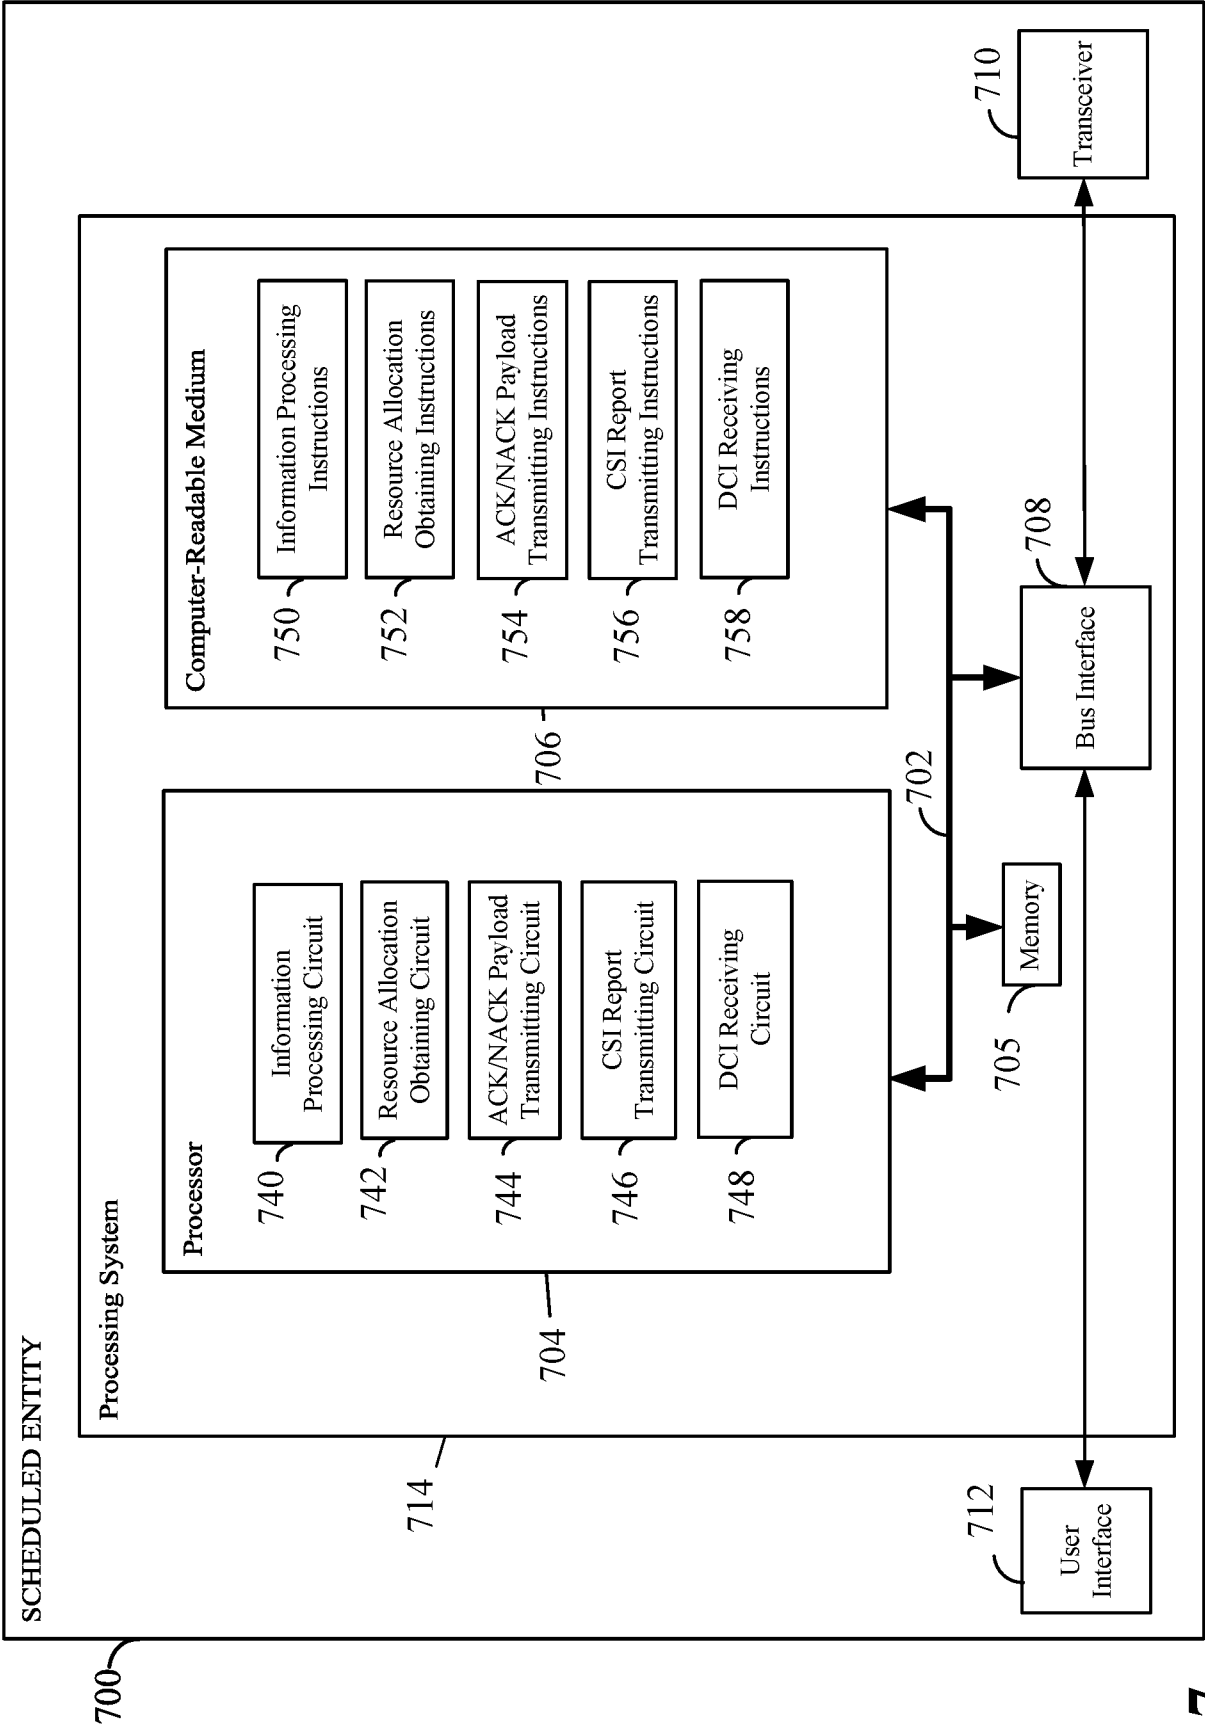 700
SCHEDULED ENTITY
714
Processing System
704
Processor
740
Information
Processing Circuit
742
Resource Allocation
Obtaining Circuit
744
ACK/NACK Payload
Transmitting Circuit
746
CSI Report
Transmitting Circuit
748
DCI Receiving
Circuit
706
Computer-Readable Medium
750
Information Processing
Instructions
752
Resource Allocation
Obtaining Instructions
754
ACK/NACK Payload
Transmitting Instructions
756
CSI Report
Transmitting Instructions
758
DCI Receiving
Instructions
702
705
Memory
712
User
Interface
708
Bus Interface
710
Transceiver
7